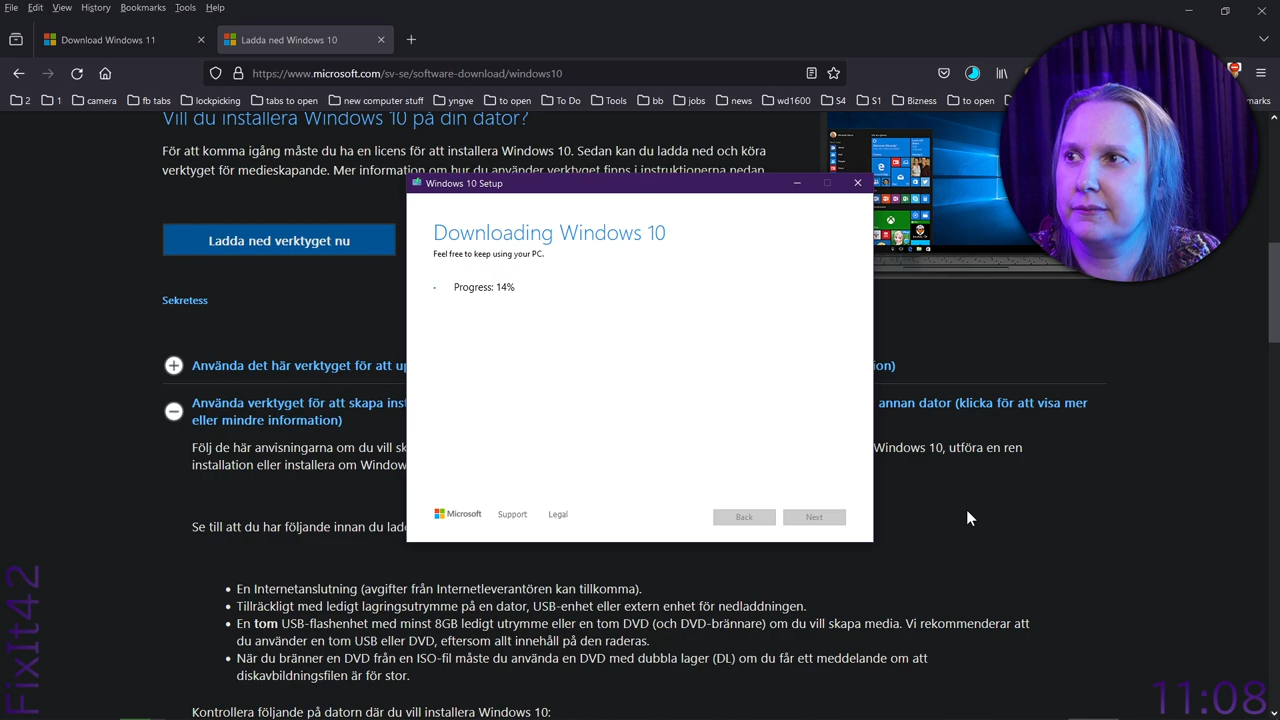 File Edit View History Bookmarks Tools Help
Download Windows 11
Ladda ned Windows 10
https://www.microsoft.com/sv-se/software-download/windows10
2 1 camera fb tabs lockpicking tabs to open new computer stuff yngve to open To Do Tools bb jobs news wd1600 S4 S1 Bizness to open
Vill du installera Windows 10 på din dator?
För att komma igång måste du ha en licens för att installera Windows 10. Sedan kan du ladda ned och köra
verktyget för medieskapande. Mer information om hur du använder verktyget finns i instruktionerna nedan
Ladda ned verktyget nu
Sekretess
Windows 10 Setup
Downloading Windows 10
Feel free to keep using your PC.
- Progress: 14%
Microsoft Support Legal
Back Next
Använda det här verktyget för att
Använda verktyget för att skapa annan dator (klicka för att visa mer
eller mindre information)
Följ de här anvisningarna om du vill Windows 10, utföra en ren
installation eller installera om
Se till att du har följande innan du
• En Internetanslutning (avgifter från Internetleverantören kan tillkomma).
• Tillräckligt med ledigt lagringsutrymme på en dator, USB-enhet eller extern enhet för nedladdningen.
• En tom USB-flashenhet med minst 8GB ledigt utrymme eller en tom DVD (och DVD-brännare) om du vill skapa media. Vi rekommenderar att
du använder en tom USB eller DVD, eftersom allt innehåll på den raderas.
• När du bränner en DVD från en ISO-fil måste du använda en DVD med dubbla lager (DL) om du får ett meddelande om att
diskavbildningsfilen är för stor.
Kontrollera följande på datorn där du vill installera Windows 10:
FixIt42
11:08